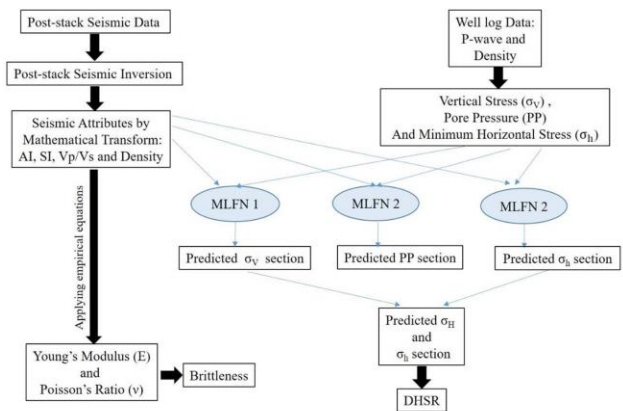 Post-stack Seismic Data
Post-stack Seismic Inversion
Seismic Attributes by
Mathematical Transform:
AI, SI, Vp/Vs and Density
Applying empirical equations
Young's Modulus (E)
and
Poisson's Ratio (ν)
Brittleness
Well log Data:
P-wave and
Density
Vertical Stress (σV) ,
Pore Pressure (PP)
And Minimum Horizontal Stress (σh)
MLFN 1
MLFN 2
MLFN 2
Predicted σV section
Predicted PP section
Predicted σh section
Predicted σH
and
σh section
DHSR